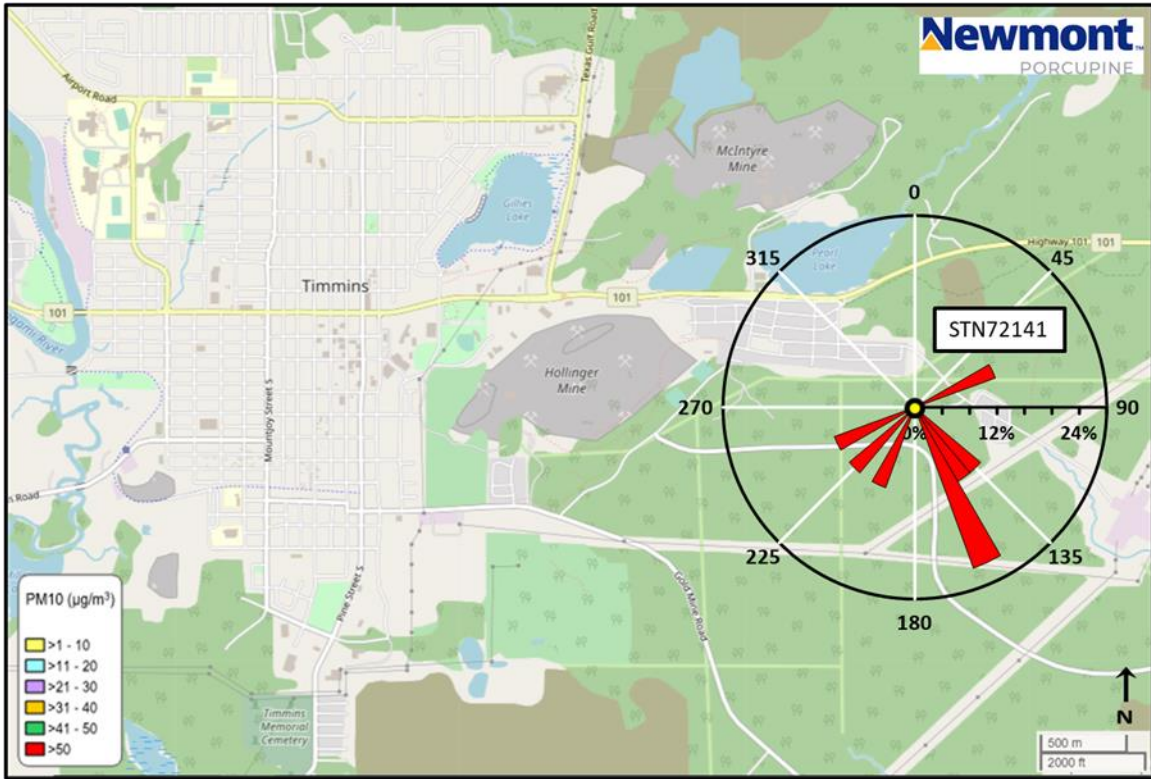 Newmont™
PORCUPINE
Airport Road
Texas Gulf Road
McIntyre
Mine
Gillies
Lake
Pearl
Lake
Highway 101
101
Timmins
101
101
Hollinger
Mine
Mountjoy Street S
Pine Street S
Gold Mine Road
Timmins
Memorial
Cemetery
0
45
90
135
180
225
270
315
STN72141
0%
12%
24%
PM10 (µg/m³)
>1 - 10
>11 - 20
>21 - 30
>31 - 40
>41 - 50
>50
N
500 m
2000 ft